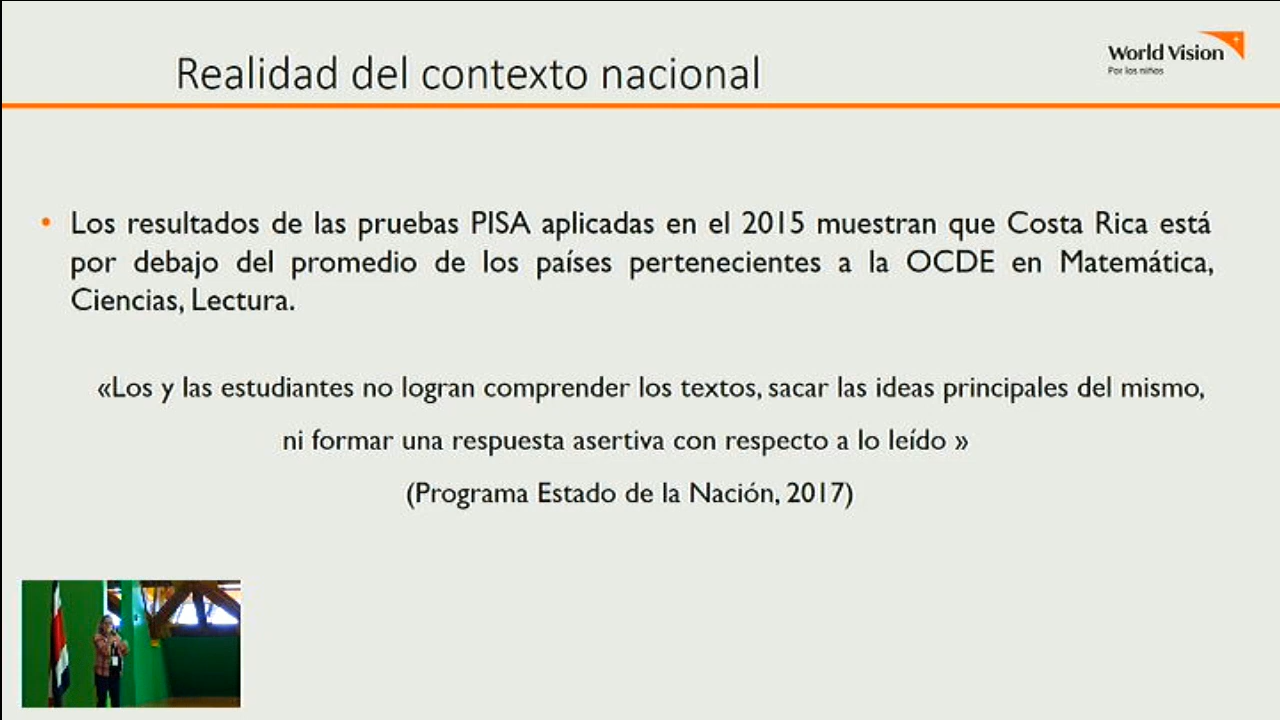 Realidad del contexto nacional
World Vision
Por los niños
• Los resultados de las pruebas PISA aplicadas en el 2015 muestran que Costa Rica está
por debajo del promedio de los países pertenecientes a la OCDE en Matemática,
Ciencias, Lectura.
«Los y las estudiantes no logran comprender los textos, sacar las ideas principales del mismo,
ni formar una respuesta asertiva con respecto a lo leído »
(Programa Estado de la Nación, 2017)